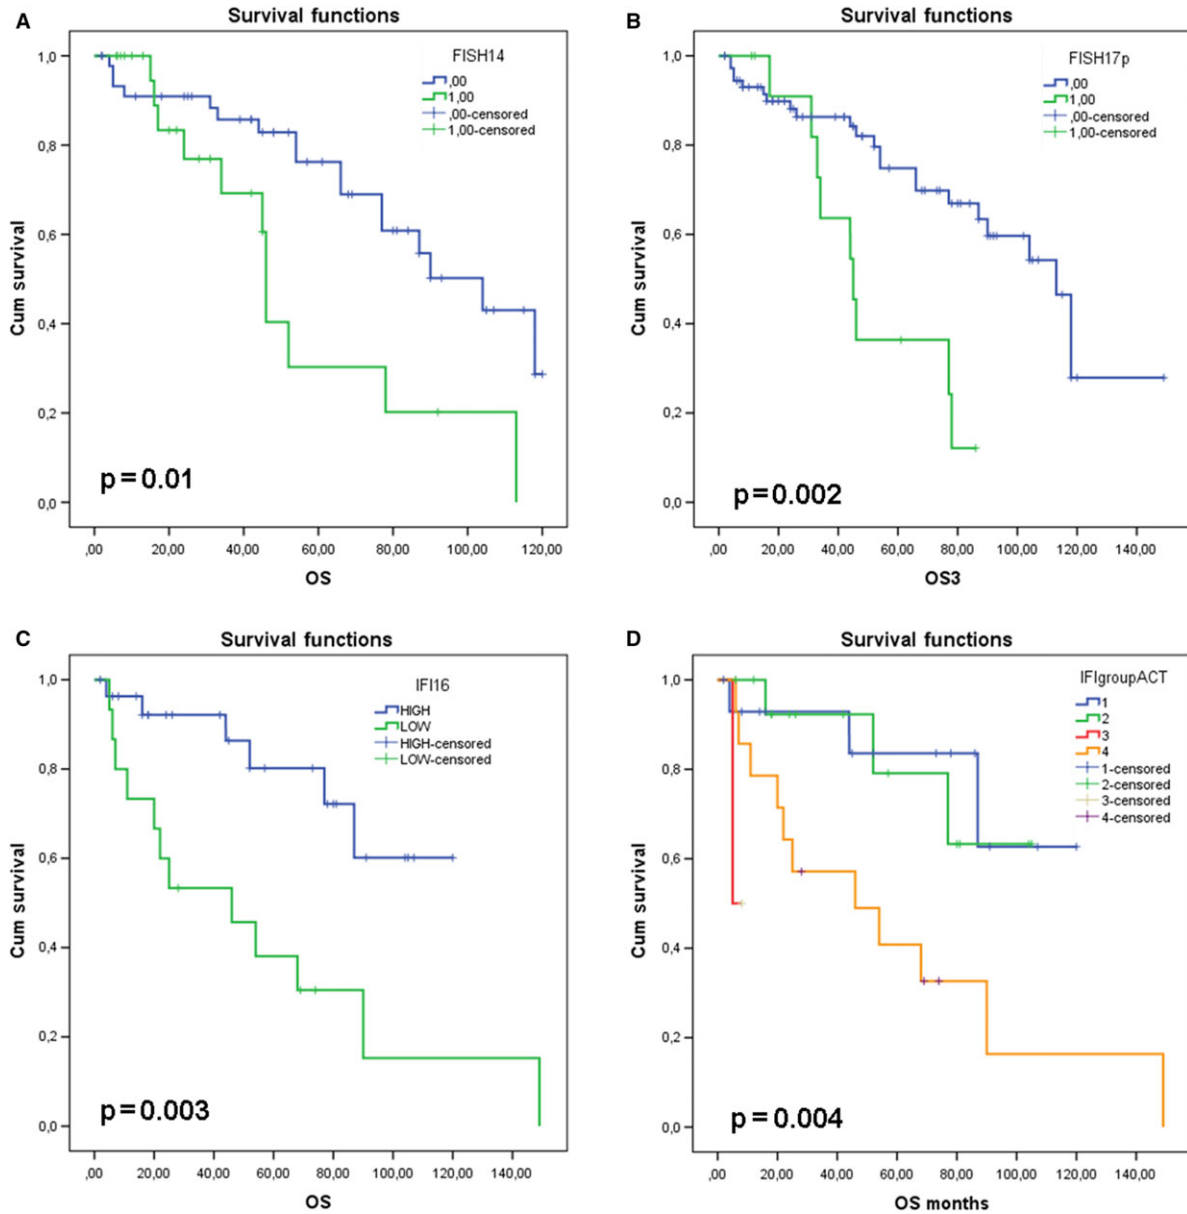 A
Survival functions
FISH14
,00
1,00
,00-censored
1,00-censored
1,0
0,8
0,6
0,4
0,2
0,0
Cum survival
p=0.01
,00 20,00 40,00 60,00 80,00 100,00 120,00
OS
B
Survival functions
FISH17p
,00
1,00
,00-censored
1,00-censored
1,0
0,8
0,6
0,4
0,2
0,0
Cum survival
p=0.002
,00 20,00 40,00 60,00 80,00 100,00 120,00 140,00
OS3
C
Survival functions
IFI16
HIGH
LOW
HIGH-censored
LOW-censored
1,0
0,8
0,6
0,4
0,2
0,0
Cum survival
p=0.003
,00 20,00 40,00 60,00 80,00 100,00 120,00 140,00
OS
D
Survival functions
IFIgroupACT
1
2
3
4
1-censored
2-censored
3-censored
4-censored
1,0
0,8
0,6
0,4
0,2
0,0
Cum survival
p=0.004
,00 20,00 40,00 60,00 80,00 100,00 120,00 140,00
OS months